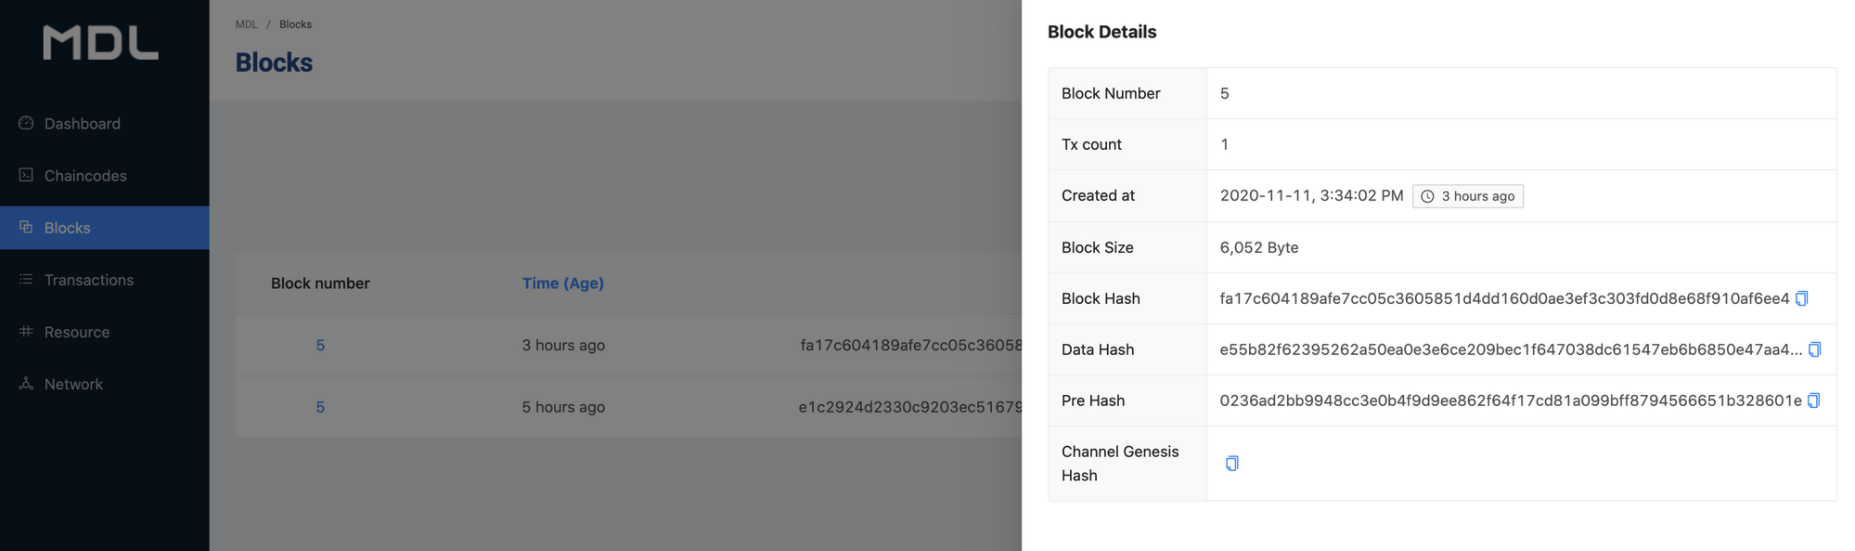 MDL
Dashboard
Chaincodes
Blocks
Transactions
Resource
Network
MDL / Blocks
Blocks
Block number Time (Age)
5 3 hours ago fa17c604189afe7cc05c36058
5 5 hours ago e1c2924d2330c9203ec51679
Block Details
Block Number 5
Tx count 1
Created at 2020-11-11, 3:34:02 PM 3 hours ago
Block Size 6,052 Byte
Block Hash fa17c604189afe7cc05c3605851d4dd160d0ae3ef3c303fd0d8e68f910af6ee4
Data Hash e55b82f62395262a50ea0e3e6ce209bec1f647038dc61547eb6b6850e47aa4...
Pre Hash 0236ad2bb9948cc3e0b4f9d9ee862f64f17cd81a099bff8794566651b328601e
Channel Genesis
Hash